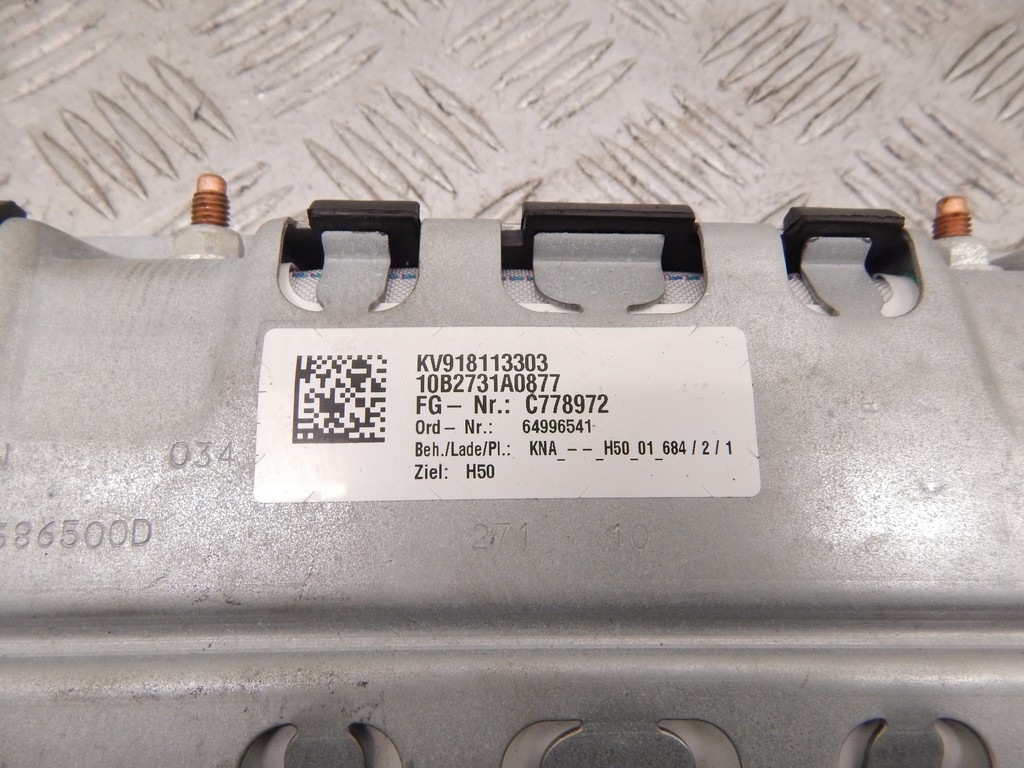 KV918113303
10B2731A0877
FG – Nr.: C778972
Ord – Nr.: 64996541
Beh./Lade/Pl.: KNA_ – – _H50_01_684 / 2 / 1
Ziel: H50
034
86500D
271 10